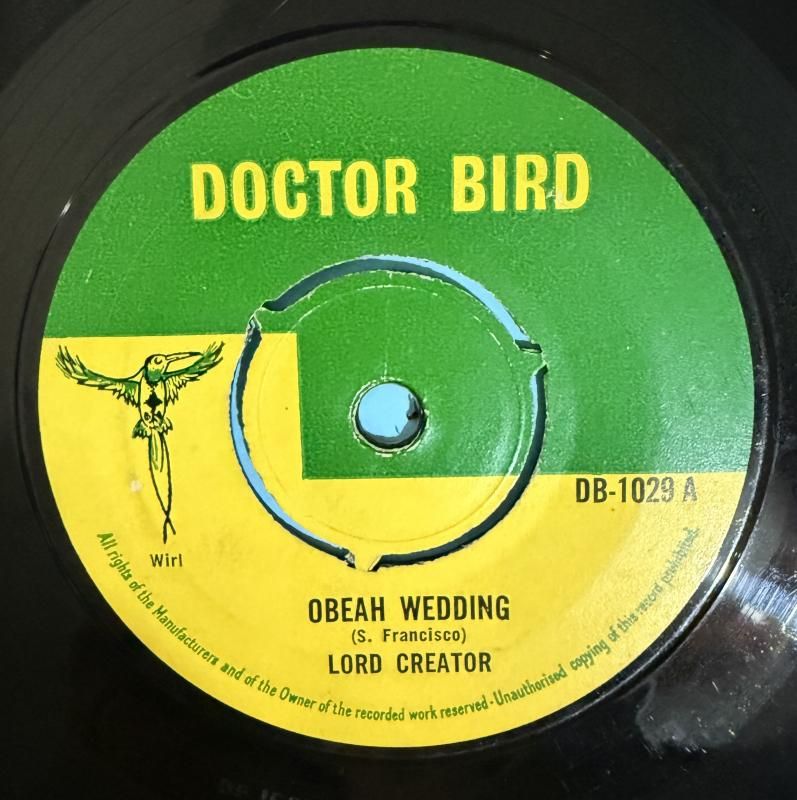 DOCTOR BIRD
DB-1029 A
Wirl
OBEAH WEDDING
(S. Francisco)
LORD CREATOR
All rights of the Manufacturers and of the Owner of the recorded work reserved-Unauthorised copying of this record prohibited.